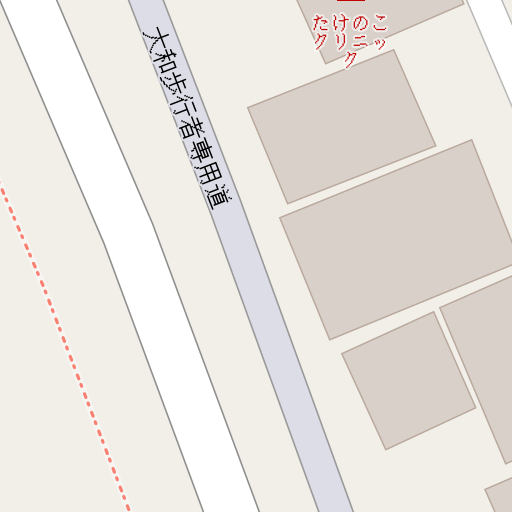 たけのこ
クリニッ
ク
大和歩行者専用道